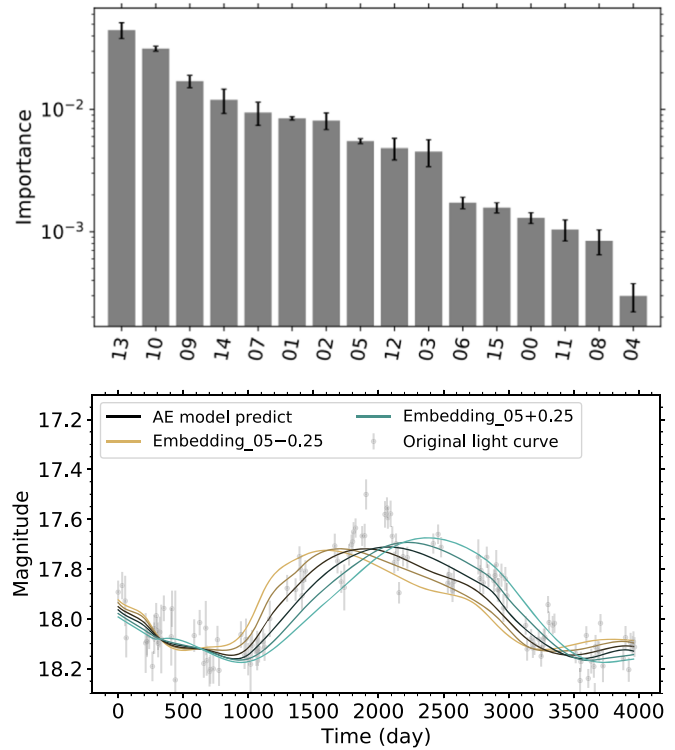 Importance
10⁻²
10⁻³
13 10 09 14 07 01 02 05 12 03 06 15 00 11 08 04
AE model predict
Embedding_05−0.25
Embedding_05+0.25
Original light curve
Magnitude
17.2
17.4
17.6
17.8
18.0
18.2
0 500 1000 1500 2000 2500 3000 3500 4000
Time (day)